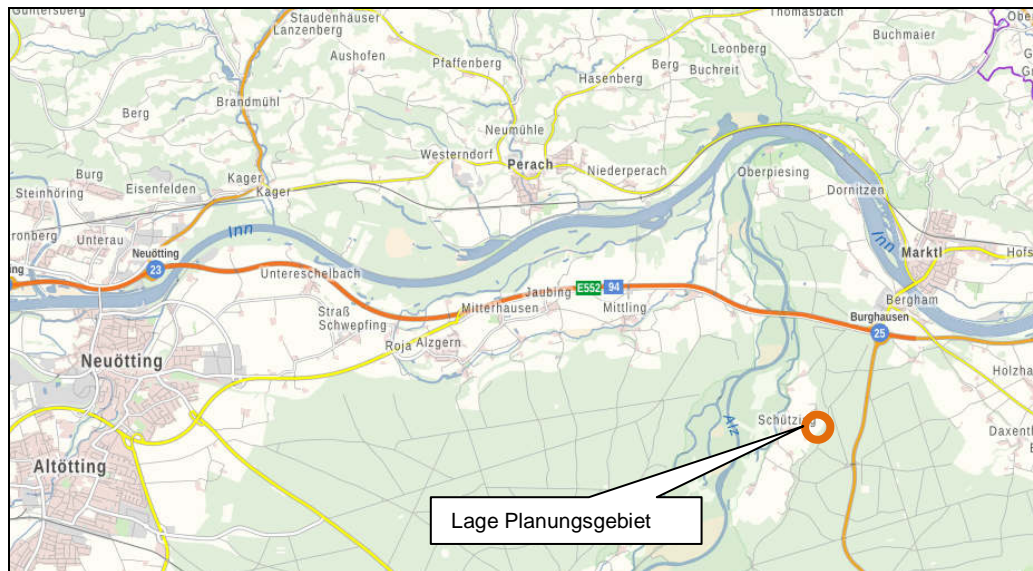 Guntersberg
Staudenhäuser
Lanzenberg
Aushofen
Pfaffenberg
Hasenberg
Berg
Buchreit
Leonberg
Thomasbach
Buchmaier
Berg
Brandmühl
Neumühle
Westerndorf
Perach
Niederperach
Oberpiesing
Dornitzen
Burg
Steinhöring
Eisenfelden
Kager
Kager
Unterau
Neuötting
23
Inn
Untereschelbach
Inn
Marktl
Bergham
Burghausen
25
Straß
Schwepfing
Mitterhausen
Jaubing
E552
94
Mittling
Roja
Alzgern
Neuötting
Altötting
Schützing
Alz
Lage Planungsgebiet